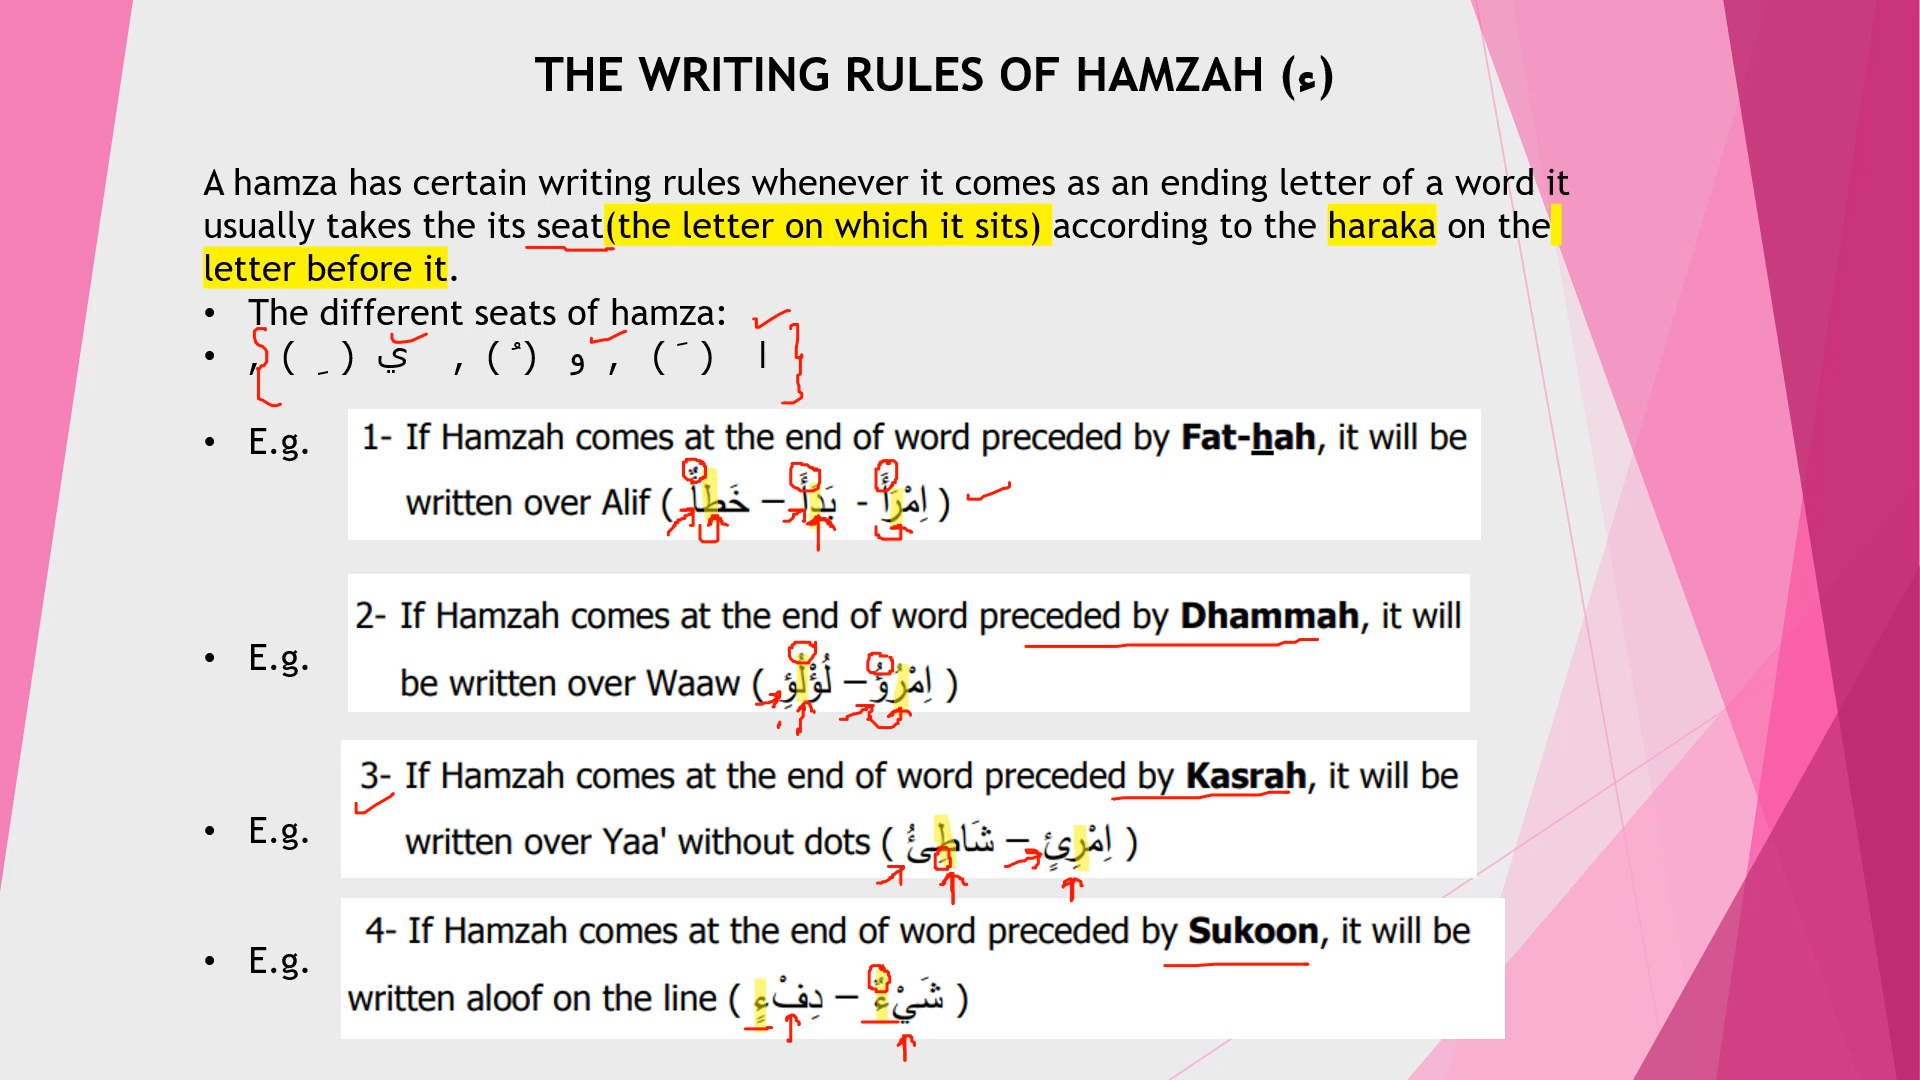 THE WRITING RULES OF HAMZAH (ء)
A hamza has certain writing rules whenever it comes as an ending letter of a word it
usually takes the its seat(the letter on which it sits) according to the haraka on the
letter before it.
• The different seats of hamza:
• , ( ـِ ) ي , ( ـُ ) و , ( ـَ ) ا
• E.g. 1- If Hamzah comes at the end of word preceded by Fat-hah, it will be
written over Alif ( اِمْرَأَ - بَدَأَ – خَطَأٌ )
2- If Hamzah comes at the end of word preceded by Dhammah, it will
• E.g. be written over Waaw ( اِمْرُؤُ – لُؤْلُؤِ )
3- If Hamzah comes at the end of word preceded by Kasrah, it will be
• E.g. written over Yaa' without dots ( اِمْرِئٍ – شَاطِئُ )
4- If Hamzah comes at the end of word preceded by Sukoon, it will be
• E.g. written aloof on the line ( شَيْءٌ – دِفْءٍ )